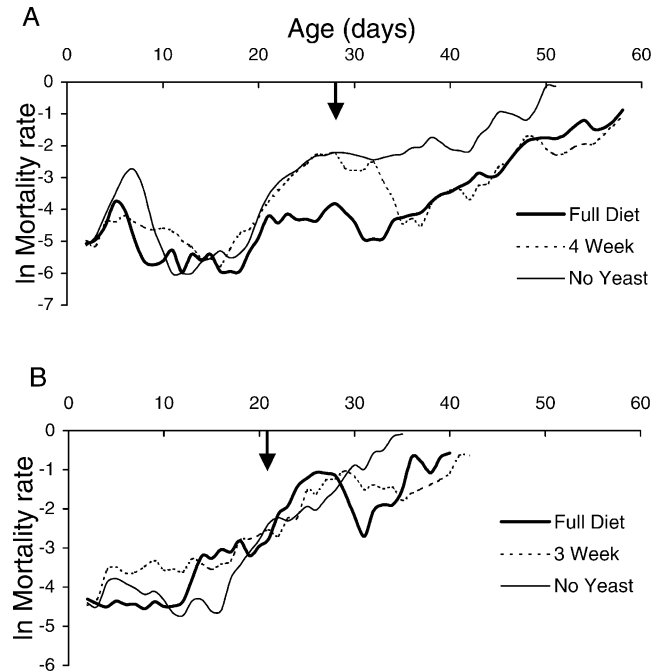 A
Age (days)
0 10 20 30 40 50 60
0
-1
-2
-3
-4
-5
-6
-7
ln Mortality rate
Full Diet
4 Week
No Yeast
B
0 10 20 30 40 50 60
0
-1
-2
-3
-4
-5
-6
ln Mortality rate
Full Diet
3 Week
No Yeast